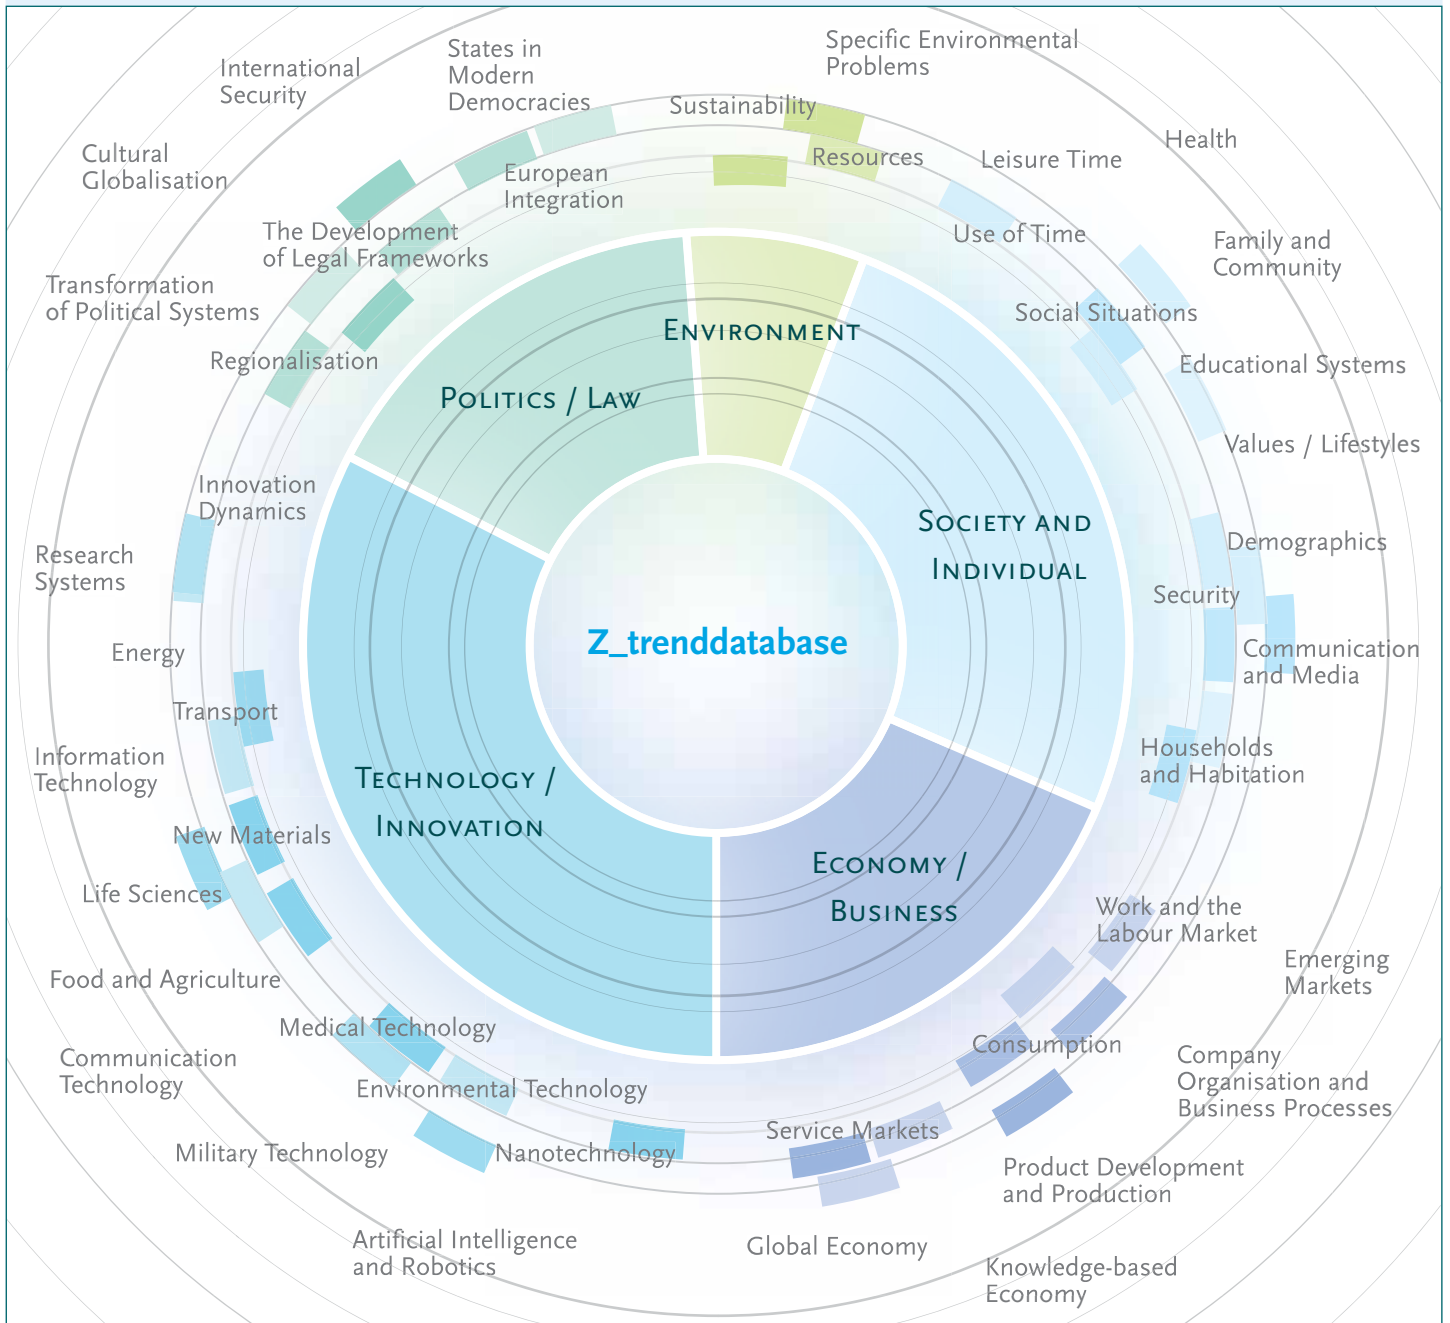 Specific Environmental
Problems
States in
Modern
Democracies
International
Security
Sustainability
Health
Cultural
Globalisation
Resources
Leisure Time
European
Integration
The Development
of Legal Frameworks
Use of Time
Family and
Community
Transformation
of Political Systems
Social Situations
ENVIRONMENT
Regionalisation
Educational Systems
POLITICS / LAW
Values / Lifestyles
Innovation
Dynamics
SOCIETY AND
INDIVIDUAL
Demographics
Research
Systems
Security
Z_trenddatabase
Energy
Communication
and Media
Transport
Households
and Habitation
Information
Technology
TECHNOLOGY /
INNOVATION
New Materials
ECONOMY /
BUSINESS
Life Sciences
Work and the
Labour Market
Emerging
Markets
Food and Agriculture
Medical Technology
Consumption
Communication
Technology
Company
Organisation and
Business Processes
Environmental Technology
Service Markets
Military Technology
Nanotechnology
Product Development
and Production
Artificial Intelligence
and Robotics
Global Economy
Knowledge-based
Economy